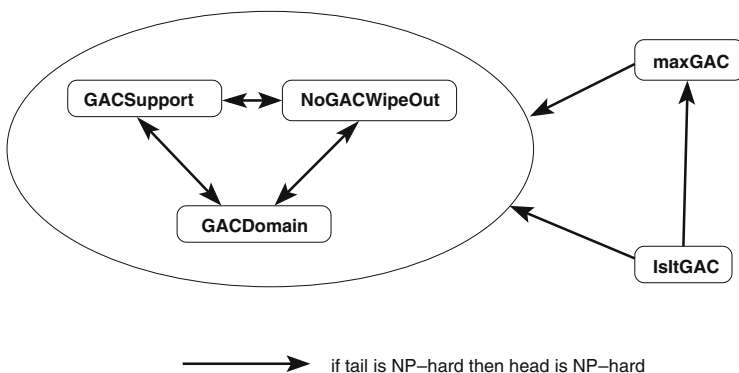 maxGAC
GACSupport
NoGACWipeOut
GACDomain
IsItGAC
if tail is NP–hard then head is NP–hard